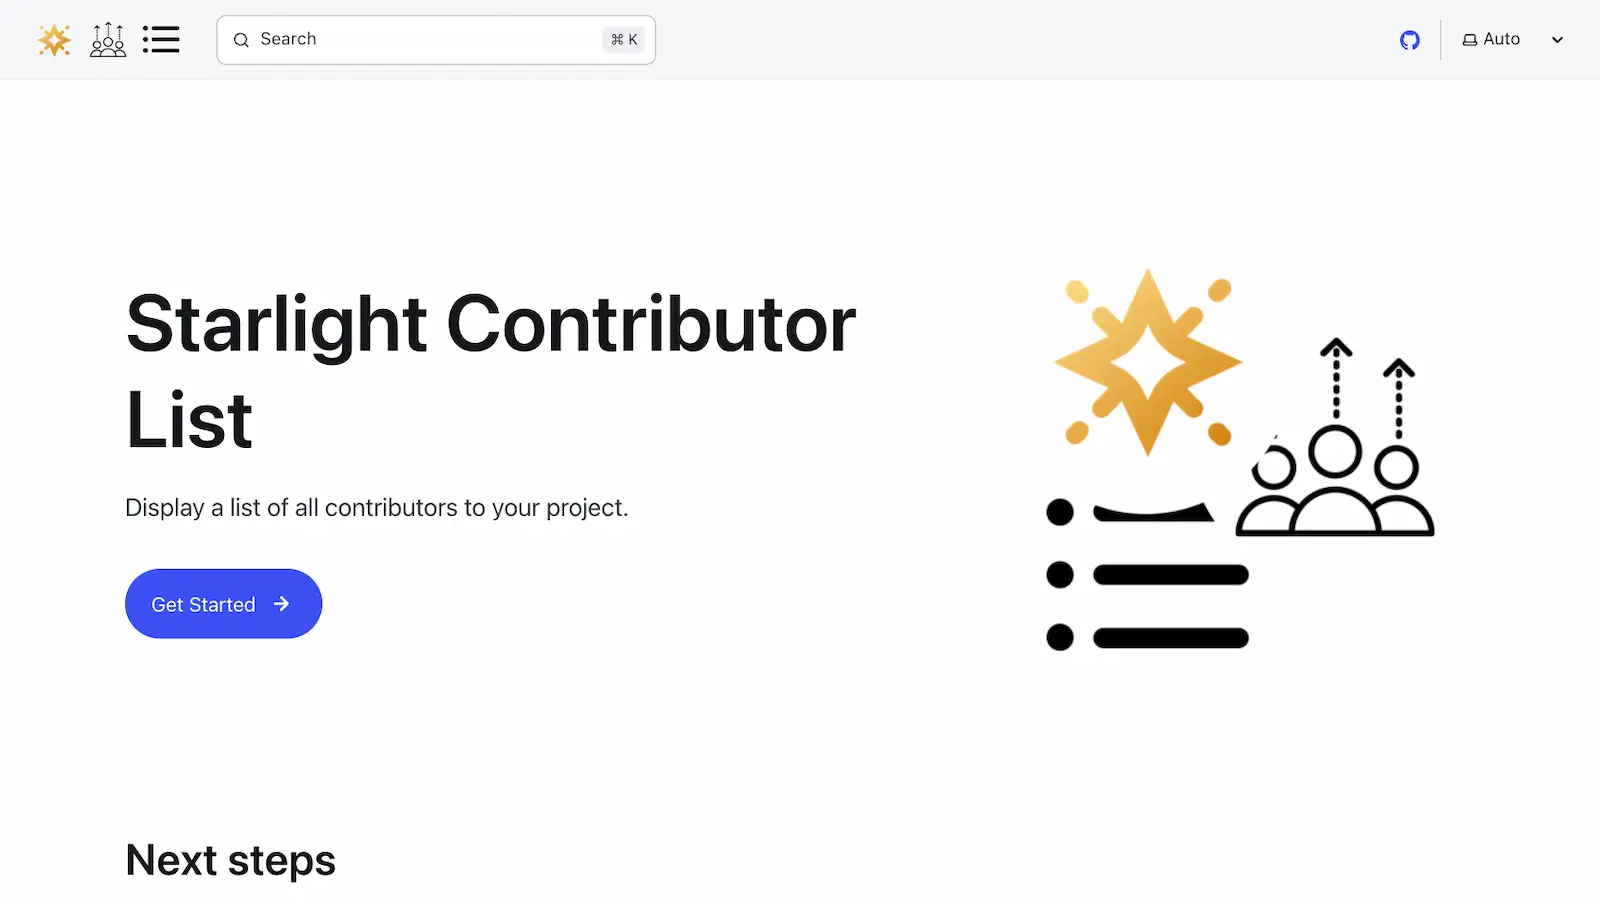 Search
⌘ K
Auto
Starlight Contributor
List
Display a list of all contributors to your project.
Get Started
Next steps